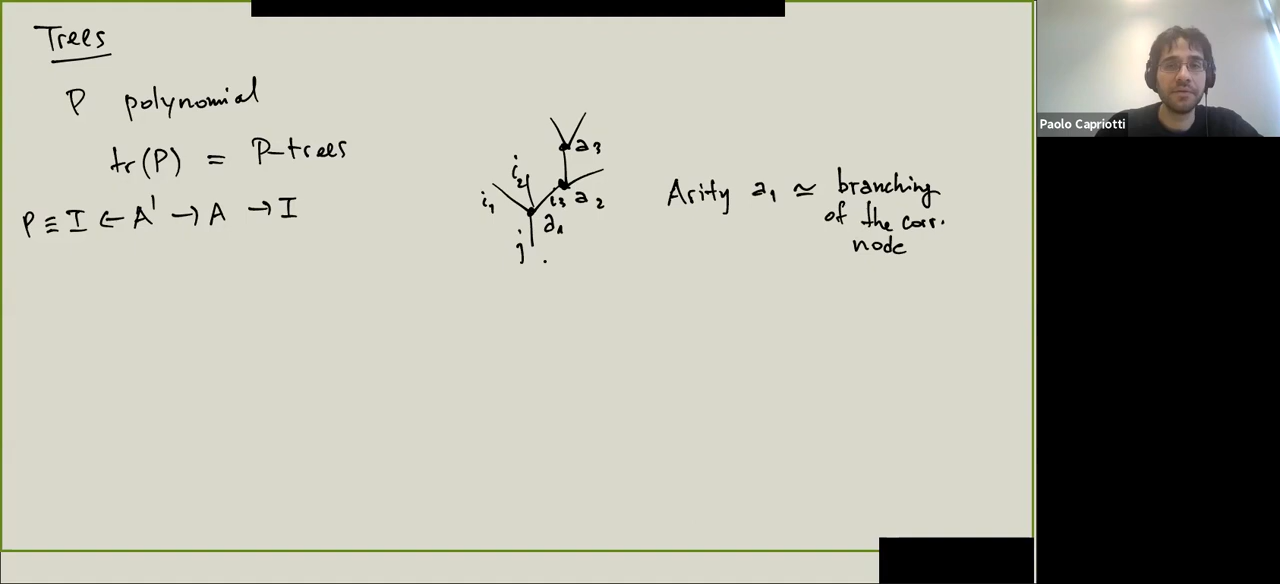 Trees
P polynomial
tr(P) = P-trees
P ≡ I ← A' → A → I
a3
i2
i1
i3 a2
a1
j
Arity a1 ≃ branching
of the corr.
node
Paolo Capriotti